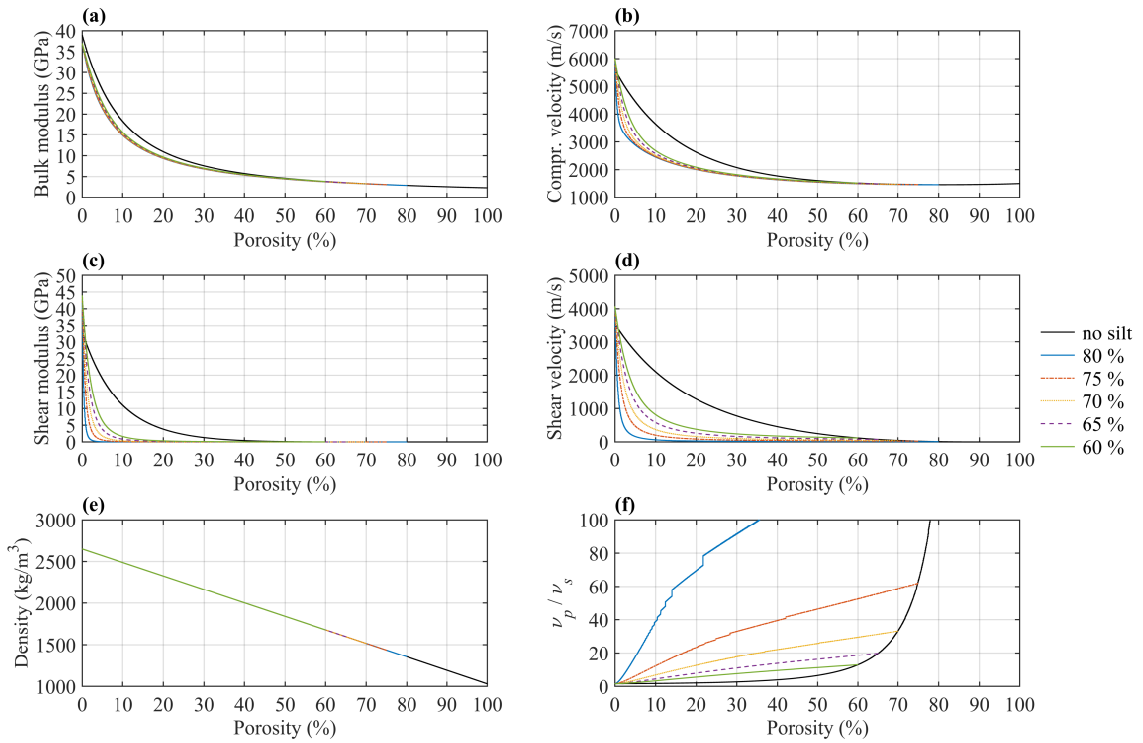 (a)
Bulk modulus (GPa)
40
35
30
25
20
15
10
5
0
0 10 20 30 40 50 60 70 80 90 100
Porosity (%)
(b)
Compr. velocity (m/s)
7000
6000
5000
4000
3000
2000
1000
0 10 20 30 40 50 60 70 80 90 100
Porosity (%)
(c)
Shear modulus (GPa)
50
45
40
35
30
25
20
15
10
5
0
0 10 20 30 40 50 60 70 80 90 100
Porosity (%)
(d)
Shear velocity (m/s)
5000
4000
3000
2000
1000
0
0 10 20 30 40 50 60 70 80 90 100
Porosity (%)
no silt
80 %
75 %
70 %
65 %
60 %
(e)
Density (kg/m³)
3000
2500
2000
1500
1000
0 10 20 30 40 50 60 70 80 90 100
Porosity (%)
(f)
νp / νs
100
80
60
40
20
0
0 10 20 30 40 50 60 70 80 90 100
Porosity (%)